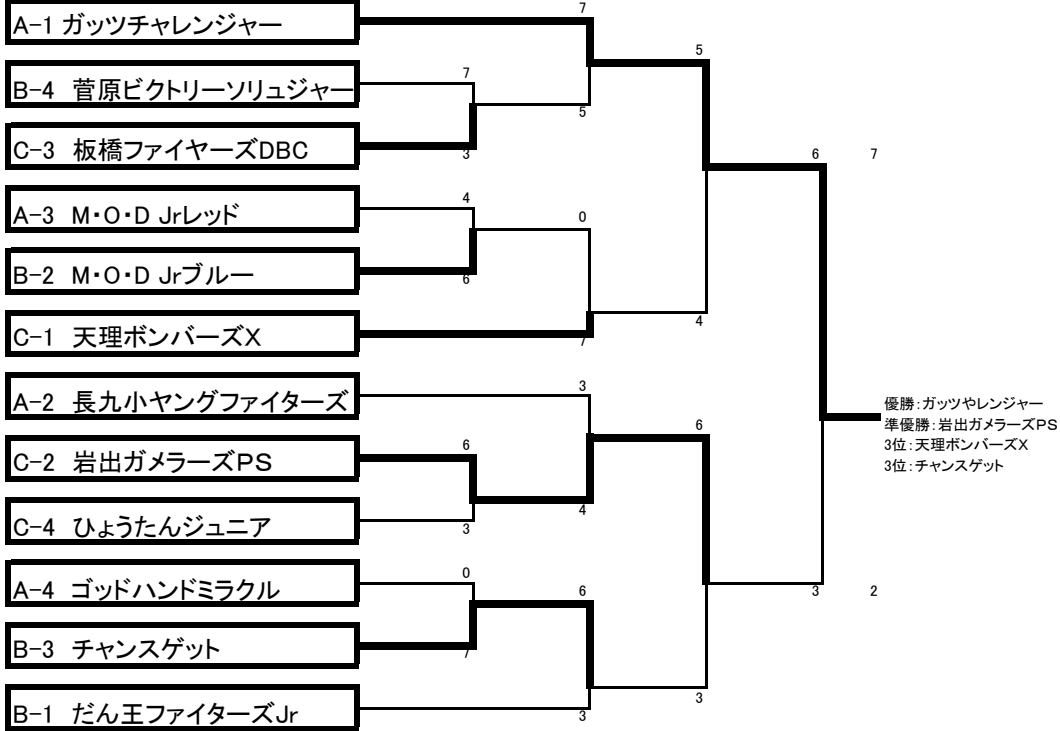 7
A-1 ガッツチャレンジャー
5
7
B-4 菅原ビクトリーソリュジャー
5
C-3 板橋ファイヤーズDBC
3
6 7
4
A-3 M・O・D Jrレッド
0
B-2 M・O・D Jrブルー
6
4
C-1 天理ボンバーズX
7
3
A-2 長九小ヤングファイターズ
優勝:ガッツやレンジャー
準優勝:岩出ガメラーズPS
3位:天理ボンバーズX
3位:チャンスゲット
6
6
C-2 岩出ガメラーズPS
4
C-4 ひょうたんジュニア
3
0
A-4 ゴッドハンドミラクル
6
3 2
B-3 チャンスゲット
7
3
B-1 だん王ファイターズJr
3